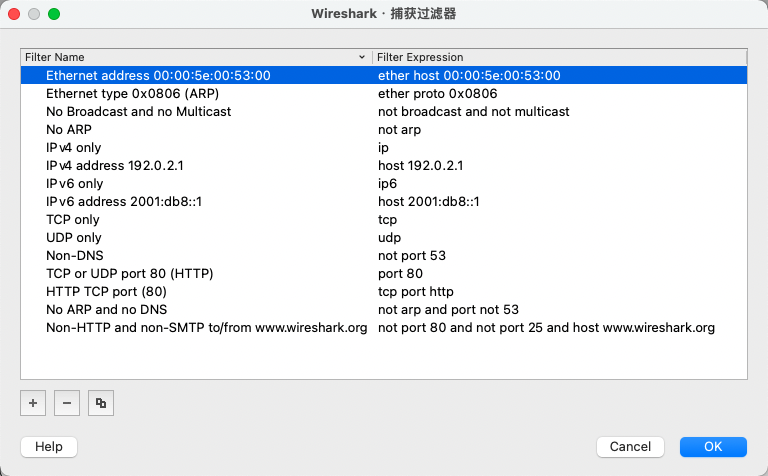 Wireshark · 捕获过滤器
Filter Name Filter Expression
Ethernet address 00:00:5e:00:53:00 ether host 00:00:5e:00:53:00
Ethernet type 0x0806 (ARP) ether proto 0x0806
No Broadcast and no Multicast not broadcast and not multicast
No ARP not arp
IPv4 only ip
IPv4 address 192.0.2.1 host 192.0.2.1
IPv6 only ip6
IPv6 address 2001:db8::1 host 2001:db8::1
TCP only tcp
UDP only udp
Non-DNS not port 53
TCP or UDP port 80 (HTTP) port 80
HTTP TCP port (80) tcp port http
No ARP and no DNS not arp and port not 53
Non-HTTP and non-SMTP to/from www.wireshark.org not port 80 and not port 25 and host www.wireshark.org
Help Cancel OK